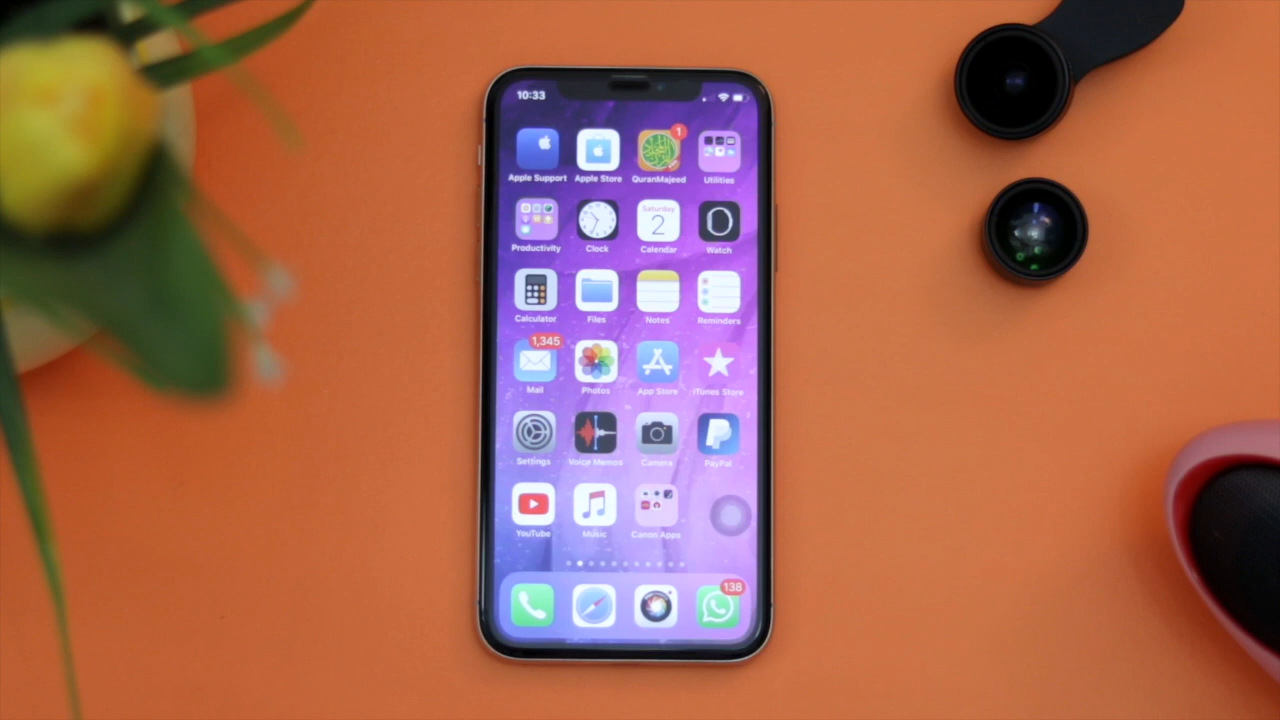 10:33
1
Apple Support Apple Store QuranMajeed Utilities
Saturday
2
Productivity Clock Calendar Watch
Calculator Files Notes Reminders
1,345
Mail Photos App Store iTunes Store
Settings Voice Memos Camera PayPal
YouTube Music Canon Apps
138